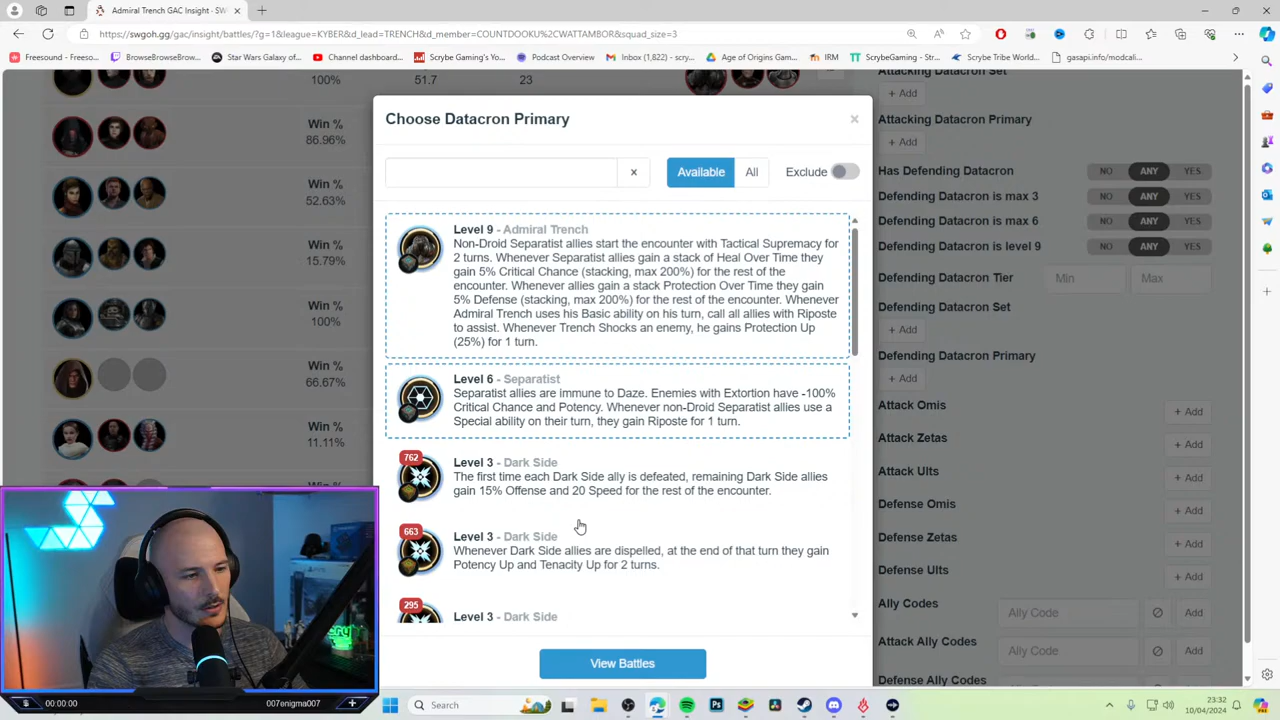 Admiral Trench GAC Insight - SW
https://swgoh.gg/gac/insight/battles/?g=1&league=KYBER&d_lead=TRENCH&d_member=COUNTDOOKU%2CWATTAMBOR&squad_size=3
Freesound - Freeso...
BrowseBrowseBrow...
Star Wars Galaxy of...
Channel dashboard...
Scrybe Gaming's Yo...
Podcast Overview
Inbox (1,822) - scry...
Age of Origins Gam...
IRM
ScrybeGaming - Str...
Scrybe Timer World...
gasapi.info/modcali...
100%
51.7
23
Win %
86.96%
Win %
52.63%
Win %
15.79%
Win %
100%
Win %
66.67%
Win %
11.11%
Win %
Choose Datacron Primary
×
×
Available
All
Exclude
Level 9 - Admiral Trench
Non-Droid Separatist allies start the encounter with Tactical Supremacy for
2 turns. Whenever Separatist allies gain a stack of Heal Over Time they
gain 5% Critical Chance (stacking, max 200%) for the rest of the
encounter. Whenever allies gain a stack Protection Over Time they gain
5% Defense (stacking, max 200%) for the rest of the encounter. Whenever
Admiral Trench uses his Basic ability on his turn, call all allies with Riposte
to assist. Whenever Trench Shocks an enemy, he gains Protection Up
(25%) for 1 turn.
Level 6 - Separatist
Separatist allies are immune to Daze. Enemies with Extortion have -100%
Critical Chance and Potency. Whenever non-Droid Separatist allies use a
Special ability on their turn, they gain Riposte for 1 turn.
762
Level 3 - Dark Side
The first time each Dark Side ally is defeated, remaining Dark Side allies
gain 15% Offense and 20 Speed for the rest of the encounter.
663
Level 3 - Dark Side
Whenever Dark Side allies are dispelled, at the end of that turn they gain
Potency Up and Tenacity Up for 2 turns.
295
Level 3 - Dark Side
View Battles
Attacking Datacron Set
+ Add
Attacking Datacron Primary
+ Add
Has Defending Datacron NO ANY YES
Defending Datacron is max 3 NO ANY YES
Defending Datacron is max 6 NO ANY YES
Defending Datacron is level 9 NO ANY YES
Defending Datacron Tier Min Max
Defending Datacron Set
+ Add
Defending Datacron Primary
+ Add
Attack Omis + Add
Attack Zetas + Add
Attack Ults + Add
Defense Omis + Add
Defense Zetas + Add
Defense Ults + Add
Ally Codes Ally Code Add
Attack Ally Codes Ally Code Add
Defense Ally Codes
00:00:00
007enigma007
Search
23:32
10/04/2024